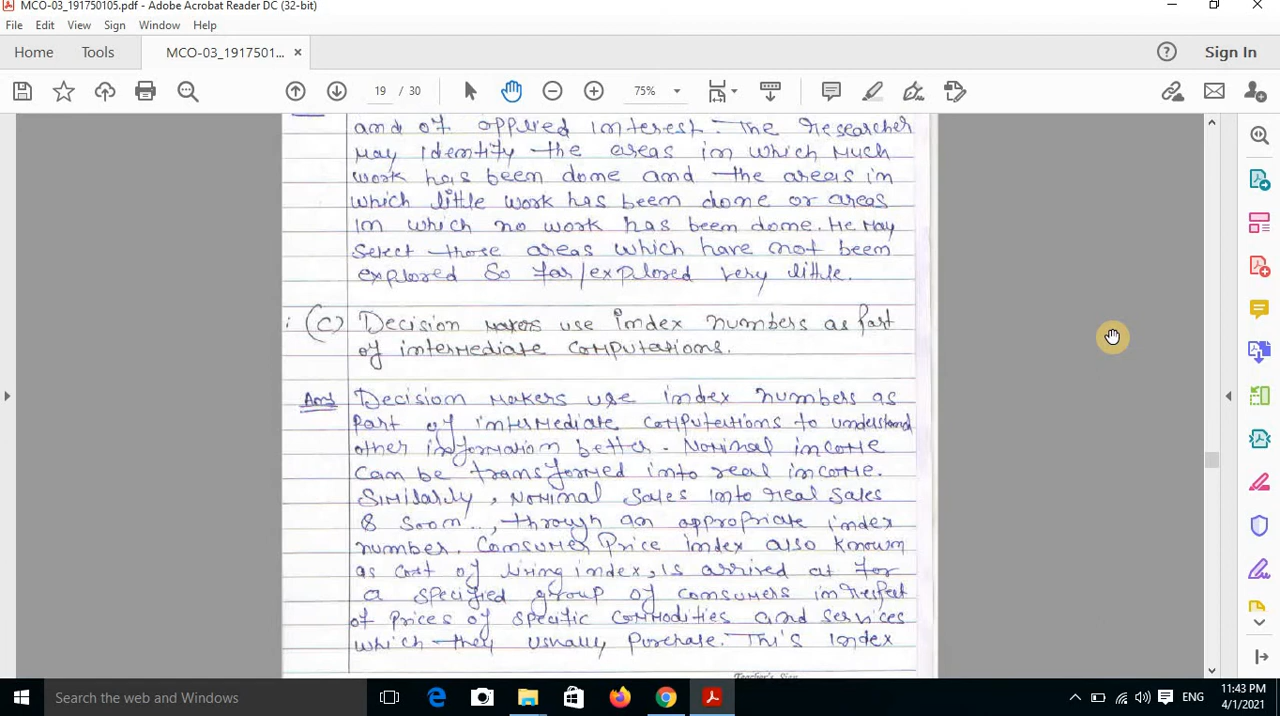 MCO-03_191750105.pdf - Adobe Acrobat Reader DC (32-bit)
File Edit View Sign Window Help
Home Tools MCO-03_1917501... ×
Sign In
19 / 30 75%
and of applied interest. The researcher
May Identify the areas in which Much
work has been done and the areas in
which little work has been done or areas
in which no work has been done. He May
select those areas which have not been
explored so far/explored very little.
(C) Decision Makers use index numbers as Part
of intermediate computations.
Ans Decision Makers use index numbers as
Part of intermediate computations to understand
other information better. Nominal income
can be transformed into real income.
Similarly, Nominal sales into real sales
& soon.., through an appropriate index
number. Consumer Price index also known
as cost of living index, is arrived at for
a specified group of consumers in respect
of Prices of specific commodities and services
which they usually Purchase. This index
Teacher's Sign
Search the web and Windows
ENG
11:43 PM
4/1/2021